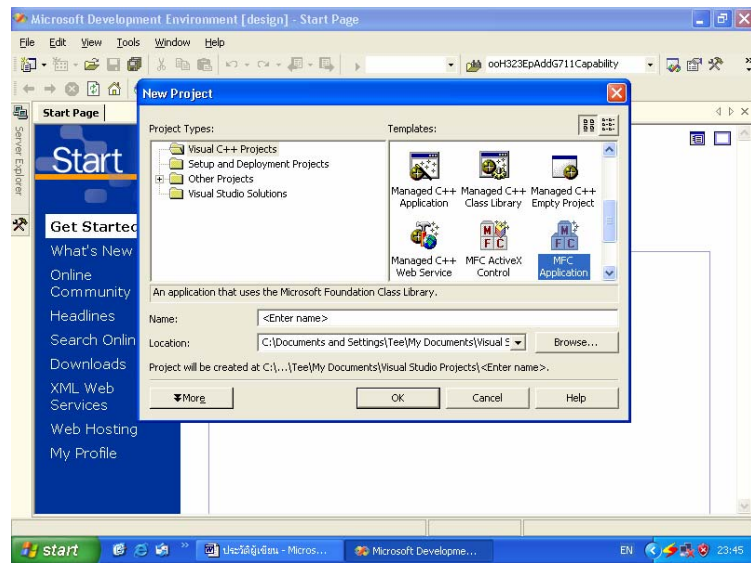 Microsoft Development Environment [design] - Start Page
File Edit View Tools Window Help
ooH323EpAddG711Capability
Start Page
Server Explorer
Start
Get Started
What's New
Online
Community
Headlines
Search Onlin
Downloads
XML Web
Services
Web Hosting
My Profile
New Project
Project Types:
Visual C++ Projects
Setup and Deployment Projects
Other Projects
Visual Studio Solutions
Templates:
Managed C++ Application
Managed C++ Class Library
Managed C++ Empty Project
Managed C++ Web Service
MFC ActiveX Control
MFC Application
An application that uses the Microsoft Foundation Class Library.
Name: <Enter name>
Location: C:\Documents and Settings\Tee\My Documents\Visual S Browse...
Project will be created at C:\...\Tee\My Documents\Visual Studio Projects\<Enter name>.
More OK Cancel Help
start ประวัติผู้เขียน - Micros... Microsoft Developme... EN 23:45